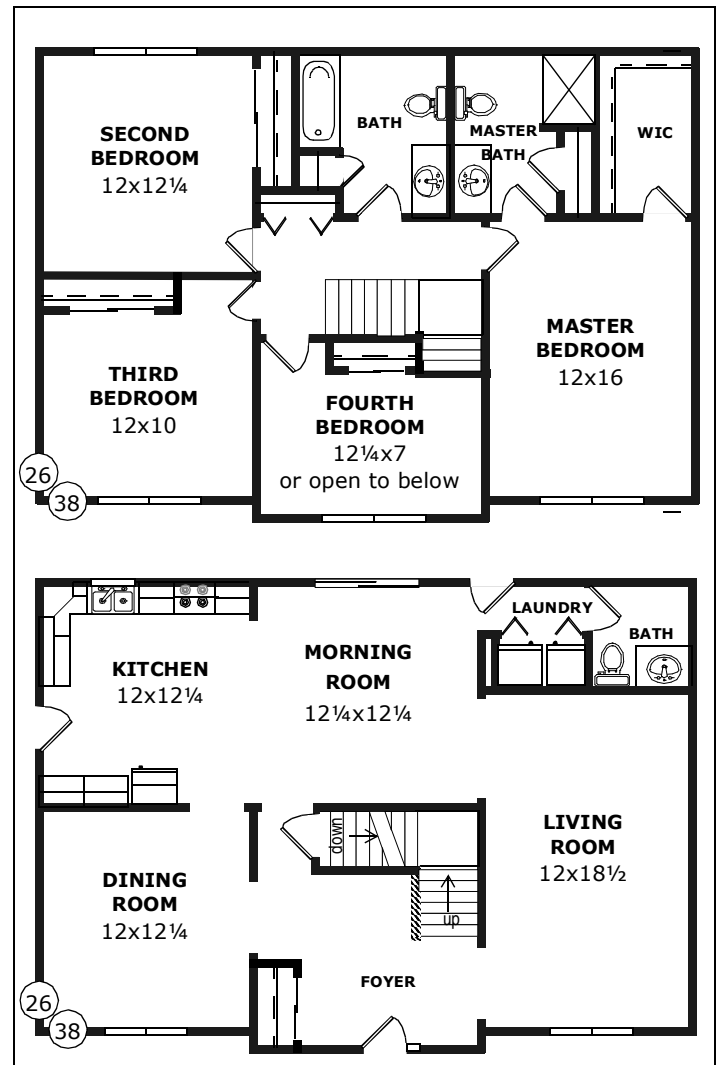 SECOND
BEDROOM
12x12¼
BATH
MASTER
BATH
WIC
THIRD
BEDROOM
12x10
FOURTH
BEDROOM
12¼x7
or open to below
MASTER
BEDROOM
12x16
26
38
KITCHEN
12x12¼
MORNING
ROOM
12¼x12¼
LAUNDRY
BATH
DINING
ROOM
12x12¼
down
up
LIVING
ROOM
12x18½
FOYER
26
38